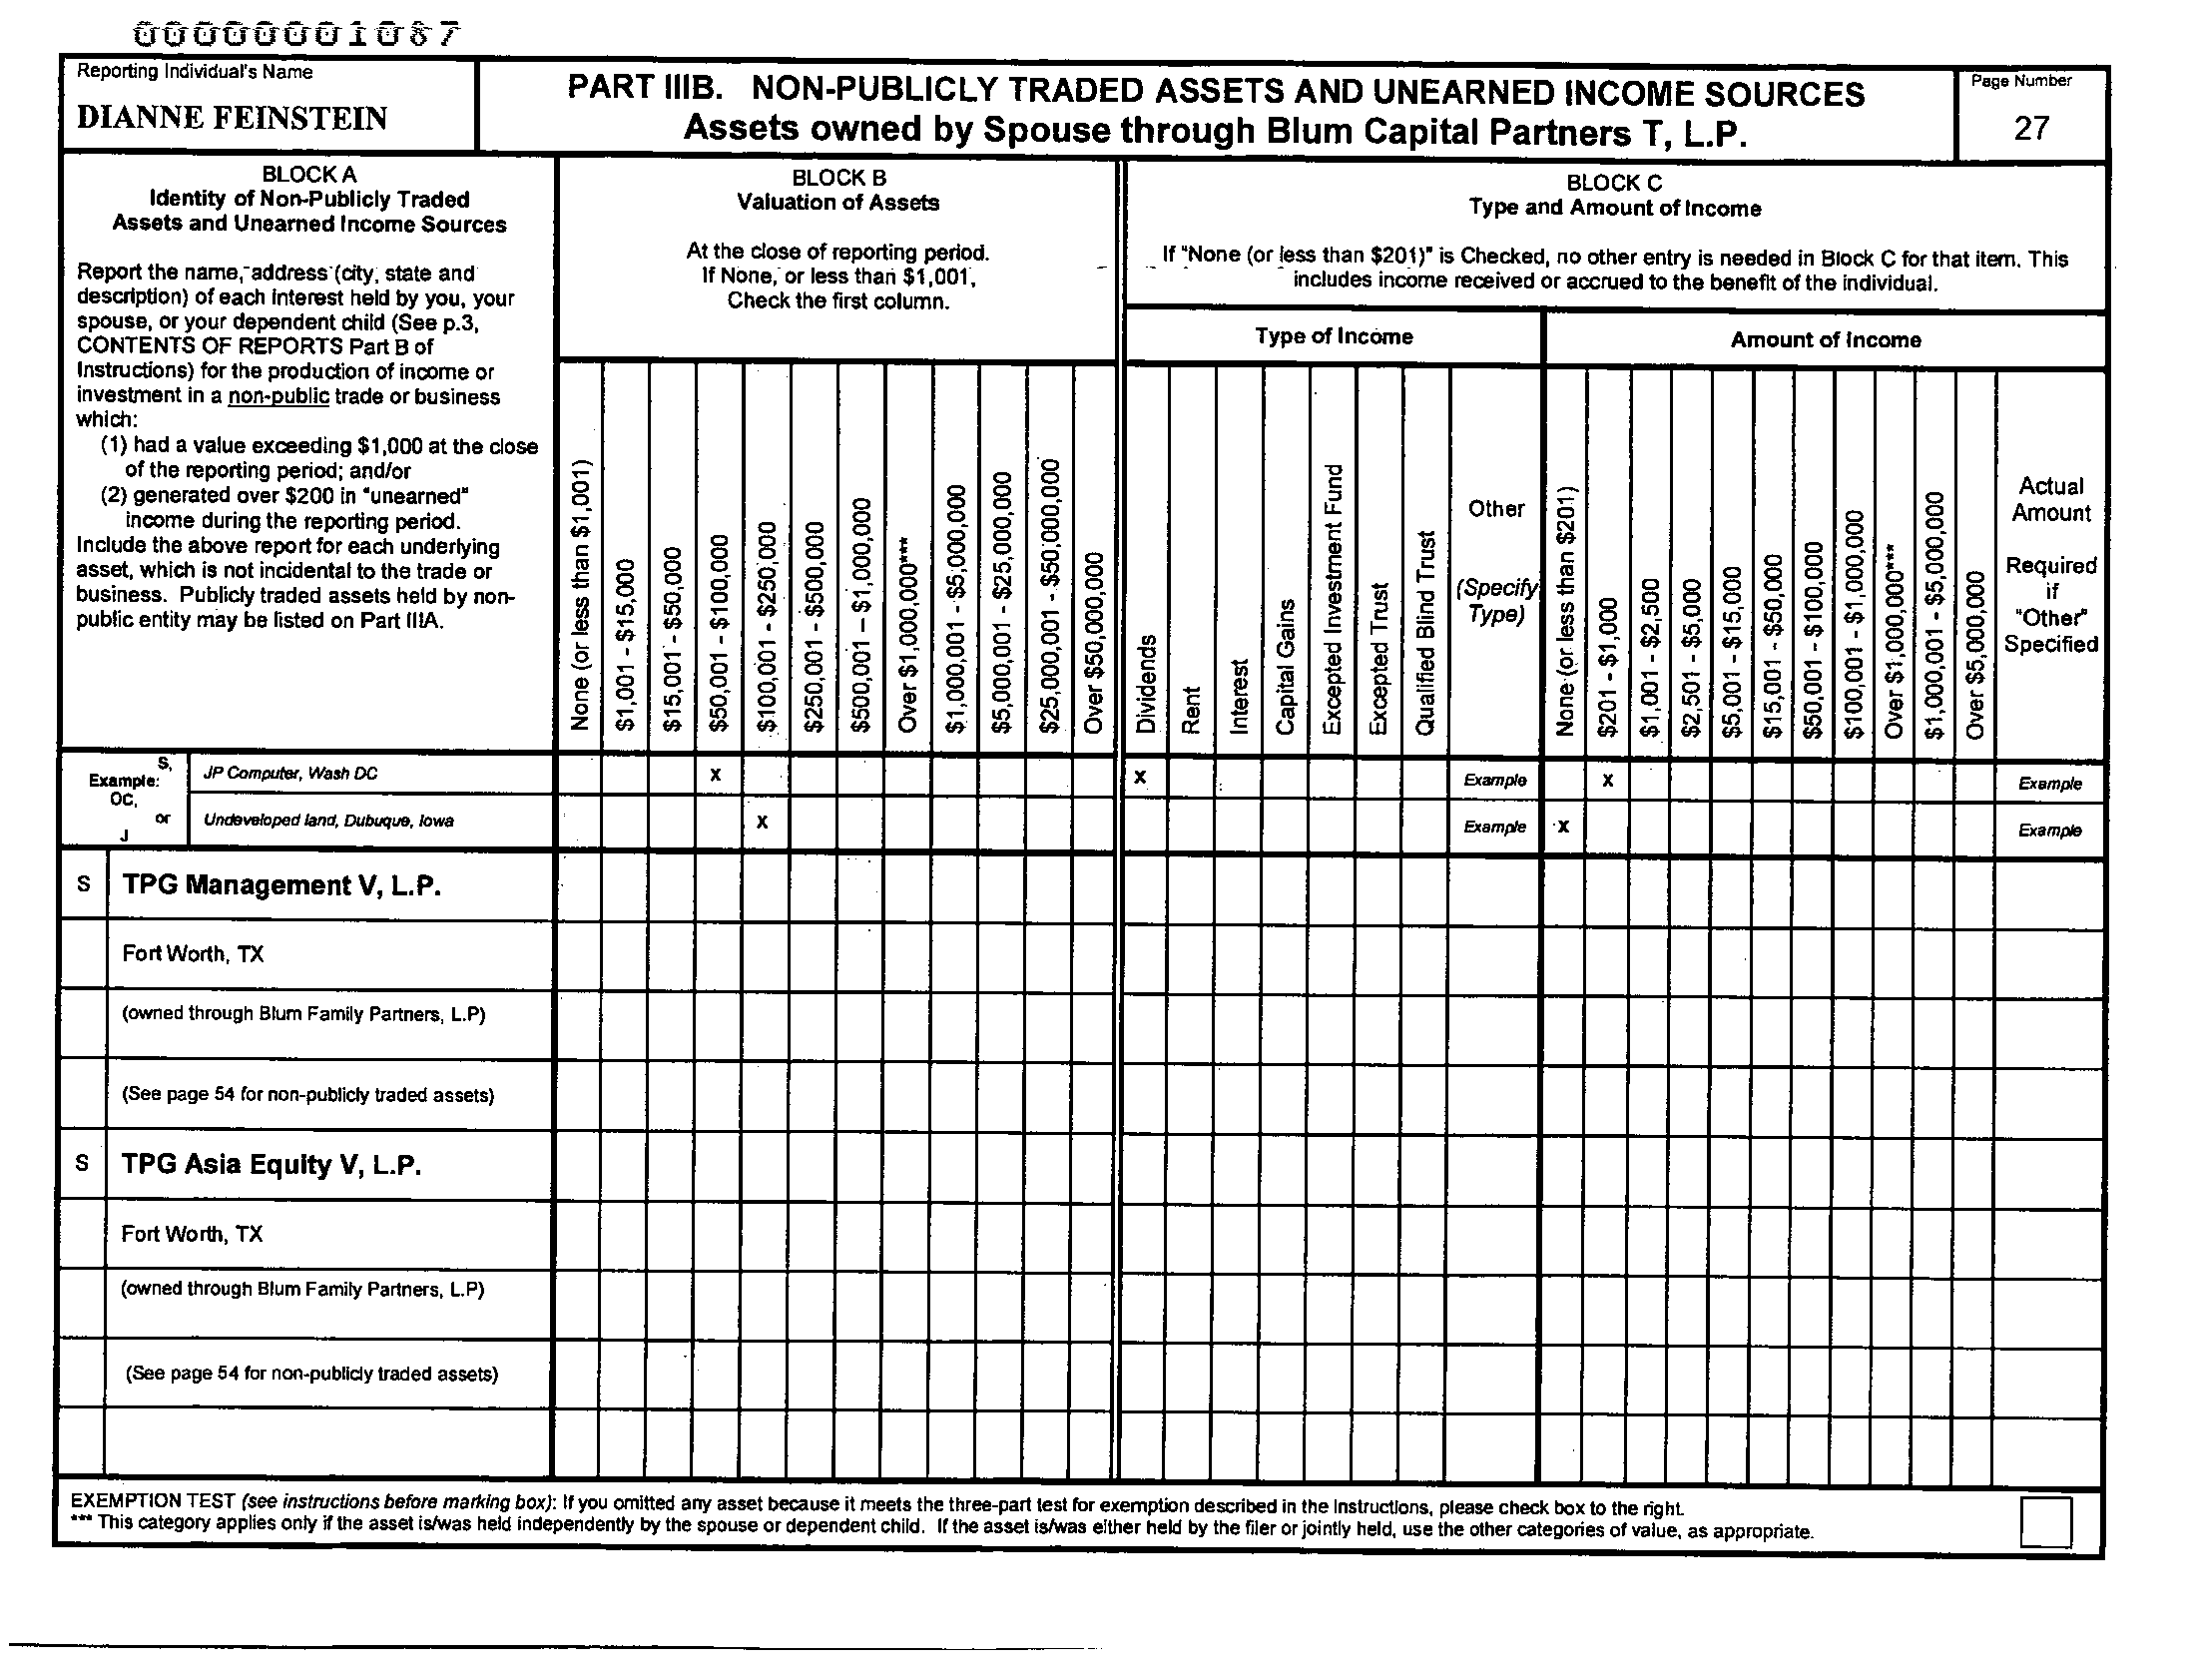 00000001087
Reporting Individual's Name
DIANNE FEINSTEIN
PART IIIB. NON-PUBLICLY TRADED ASSETS AND UNEARNED INCOME SOURCES
Assets owned by Spouse through Blum Capital Partners T, L.P.
Page Number
27
BLOCK A
Identity of Non-Publicly Traded
Assets and Unearned Income Sources
Report the name, address (city, state and
description) of each interest held by you, your
spouse, or your dependent child (See p.3,
CONTENTS OF REPORTS Part B of
Instructions) for the production of income or
investment in a non-public trade or business
which:
(1) had a value exceeding $1,000 at the close
of the reporting period; and/or
(2) generated over $200 in "unearned"
income during the reporting period.
Include the above report for each underlying
asset, which is not incidental to the trade or
business. Publicly traded assets held by non-
public entity may be listed on Part IIIA.
BLOCK B
Valuation of Assets
At the close of reporting period.
If None, or less than $1,001,
Check the first column.
None (or less than $1,001)
$1,001 - $15,000
$15,001 - $50,000
$50,001 - $100,000
$100,001 - $250,000
$250,001 - $500,000
$500,001 – $1,000,000
Over $1,000,000***
$1,000,001 - $5,000,000
$5,000,001 - $25,000,000
$25,000,001 - $50,000,000
Over $50,000,000
BLOCK C
Type and Amount of Income
If "None (or less than $201)" is Checked, no other entry is needed in Block C for that item. This
includes income received or accrued to the benefit of the individual.
Type of Income
Dividends
Rent
Interest
Capital Gains
Excepted Investment Fund
Excepted Trust
Qualified Blind Trust
Other
(Specify
Type)
Amount of Income
None (or less than $201)
$201 - $1,000
$1,001 - $2,500
$2,501 - $5,000
$5,001 - $15,000
$15,001 - $50,000
$50,001 - $100,000
$100,001 - $1,000,000
Over $1,000,000***
$1,000,001 - $5,000,000
Over $5,000,000
Actual
Amount
Required
if
"Other"
Specified
S,
Example:
OC,
or
J
JP Computer, Wash DC X X Example X Example
Undeveloped land, Dubuque, Iowa X Example X Example
S TPG Management V, L.P.
Fort Worth, TX
(owned through Blum Family Partners, L.P)
(See page 54 for non-publicly traded assets)
S TPG Asia Equity V, L.P.
Fort Worth, TX
(owned through Blum Family Partners, L.P)
(See page 54 for non-publicly traded assets)
EXEMPTION TEST (see instructions before marking box): If you omitted any asset because it meets the three-part test for exemption described in the Instructions, please check box to the right.
*** This category applies only if the asset is/was held independently by the spouse or dependent child. If the asset is/was either held by the filer or jointly held, use the other categories of value, as appropriate.